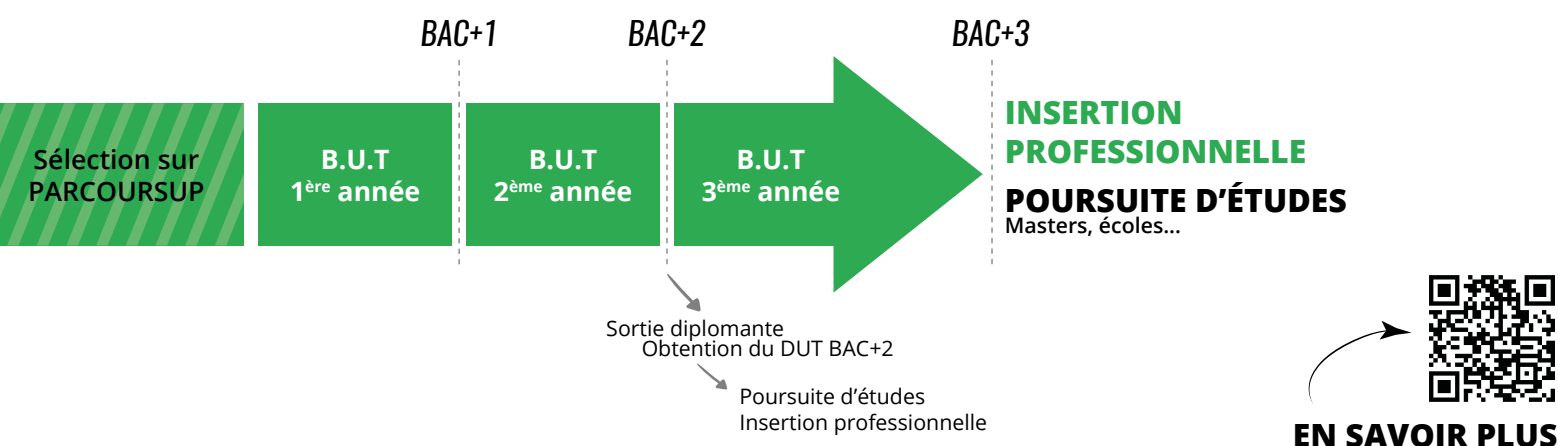 BAC+1
BAC+2
BAC+3
Sélection sur
PARCOURSUP
B.U.T
1ère année
B.U.T
2ème année
B.U.T
3ème année
INSERTION
PROFESSIONNELLE
POURSUITE D’ÉTUDES
Masters, écoles...
Sortie diplomante
Obtention du DUT BAC+2
Poursuite d’études
Insertion professionnelle
EN SAVOIR PLUS